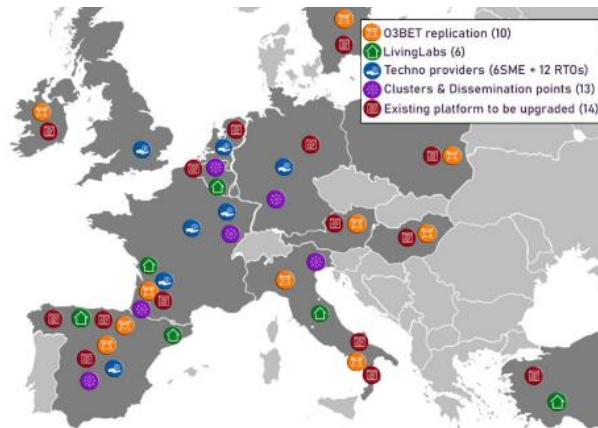 O3BET replication (10)
LivingLabs (6)
Techno providers (6SME + 12 RTOs)
Clusters & Dissemination points (13)
Existing platform to be upgraded (14)